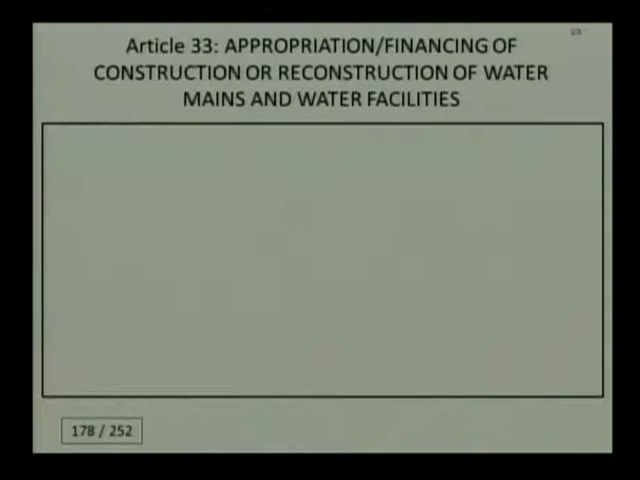 Article 33: APPROPRIATION/FINANCING OF
CONSTRUCTION OR RECONSTRUCTION OF WATER
MAINS AND WATER FACILITIES
178 / 252